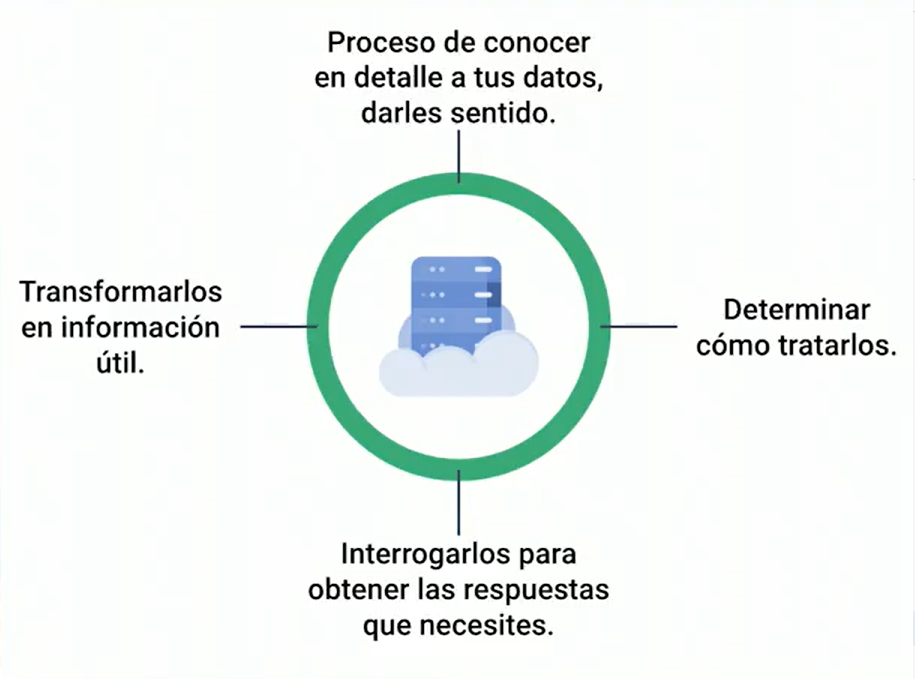 Proceso de conocer
en detalle a tus datos,
darles sentido.
Transformarlos
en información
útil.
Determinar
cómo tratarlos.
Interrogarlos para
obtener las respuestas
que necesites.